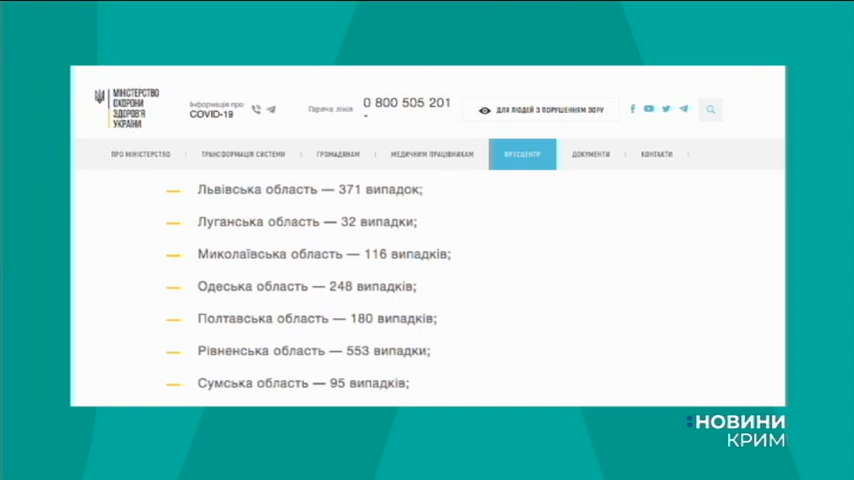 МІНІСТЕРСТВО
ОХОРОНИ
ЗДОРОВ'Я
УКРАЇНИ
Інформація про
COVID-19
Гаряча лінія
0 800 505 201
-
ДЛЯ ЛЮДЕЙ З ПОРУШЕННЯМ ЗОРУ
ПРО МІНІСТЕРСТВО
ТРАНСФОРМАЦІЯ СИСТЕМИ
ГРОМАДЯНАМ
МЕДИЧНИМ ПРАЦІВНИКАМ
ПРЕСЦЕНТР
ДОКУМЕНТИ
КОНТАКТИ
— Львівська область — 371 випадок;
— Луганська область — 32 випадки;
— Миколаївська область — 116 випадків;
— Одеська область — 248 випадків;
— Полтавська область — 180 випадків;
— Рівненська область — 553 випадки;
— Сумська область — 95 випадків;
:НОВИНИ
КРИМ